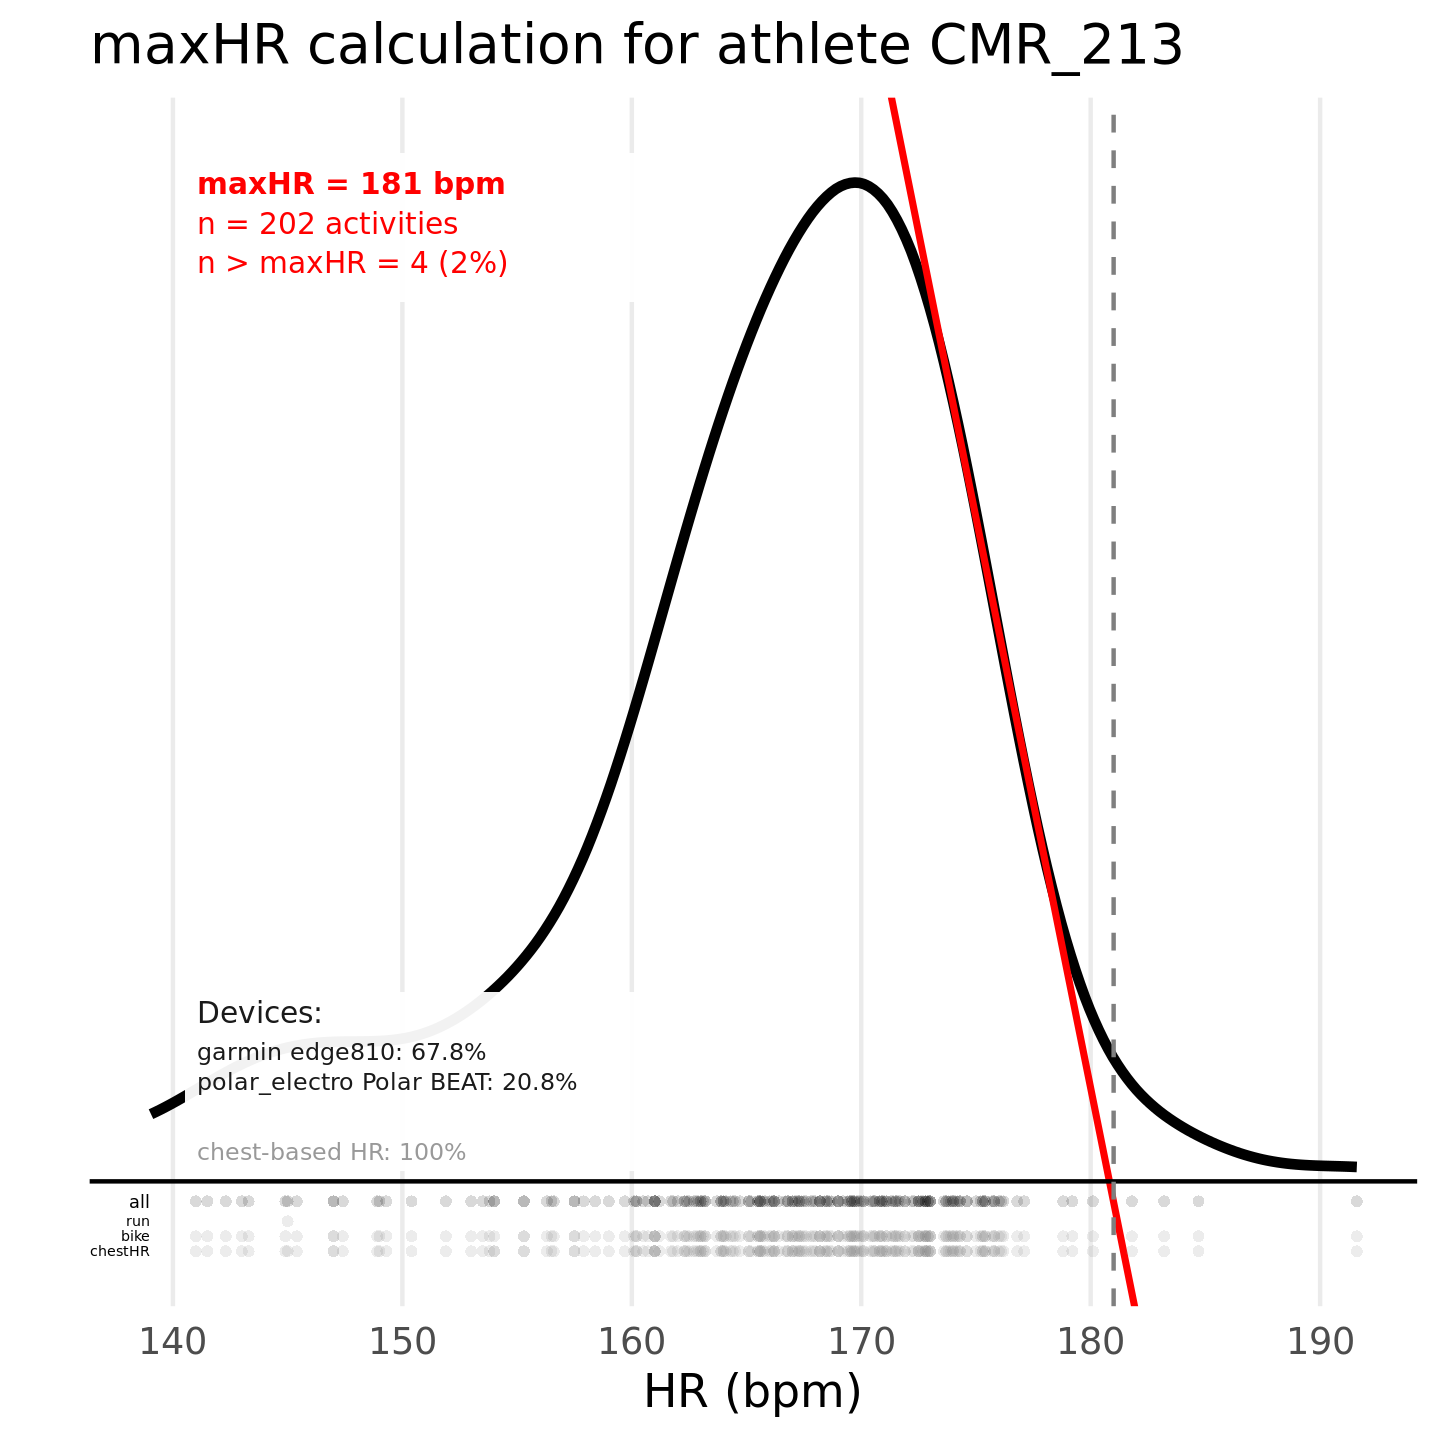 maxHR calculation for athlete CMR_213
maxHR = 181 bpm
n = 202 activities
n > maxHR = 4 (2%)
Devices:
garmin edge810: 67.8%
polar_electro Polar BEAT: 20.8%
chest-based HR: 100%
all
run
bike
chestHR
140 150 160 170 180 190
HR (bpm)